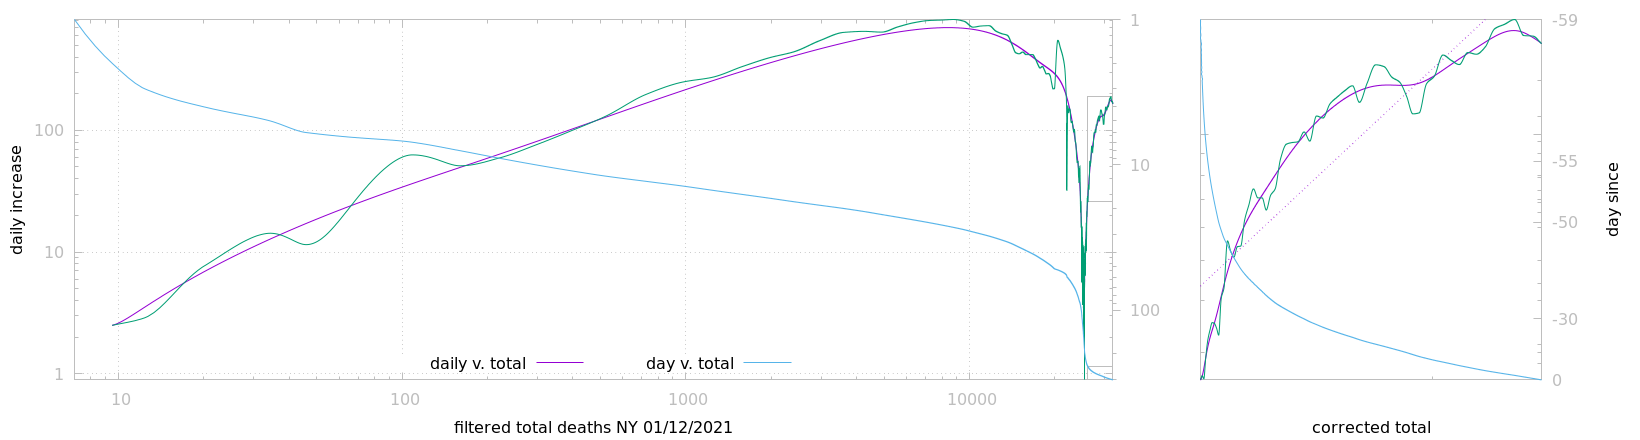 daily increase
100
10
1
daily v. total
day v. total
10
100
1000
10000
filtered total deaths NY 01/12/2021
1
10
100
-59
-55
-50
-30
0
day since
corrected total